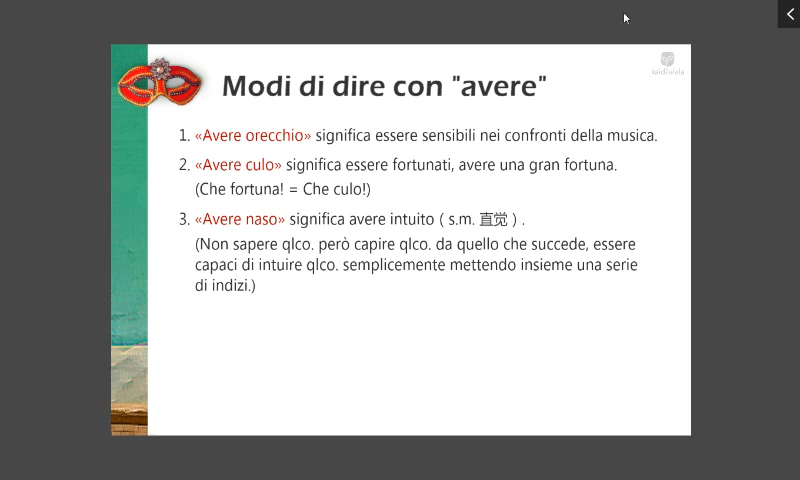 Modi di dire con "avere"
1. «Avere orecchio» significa essere sensibili nei confronti della musica.
2. «Avere culo» significa essere fortunati, avere una gran fortuna.
(Che fortuna! = Che culo!)
3. «Avere naso» significa avere intuito ( s.m. 直觉 ) .
(Non sapere qlco. però capire qlco. da quello che succede, essere
capaci di intuire qlco. semplicemente mettendo insieme una serie
di indizi.)